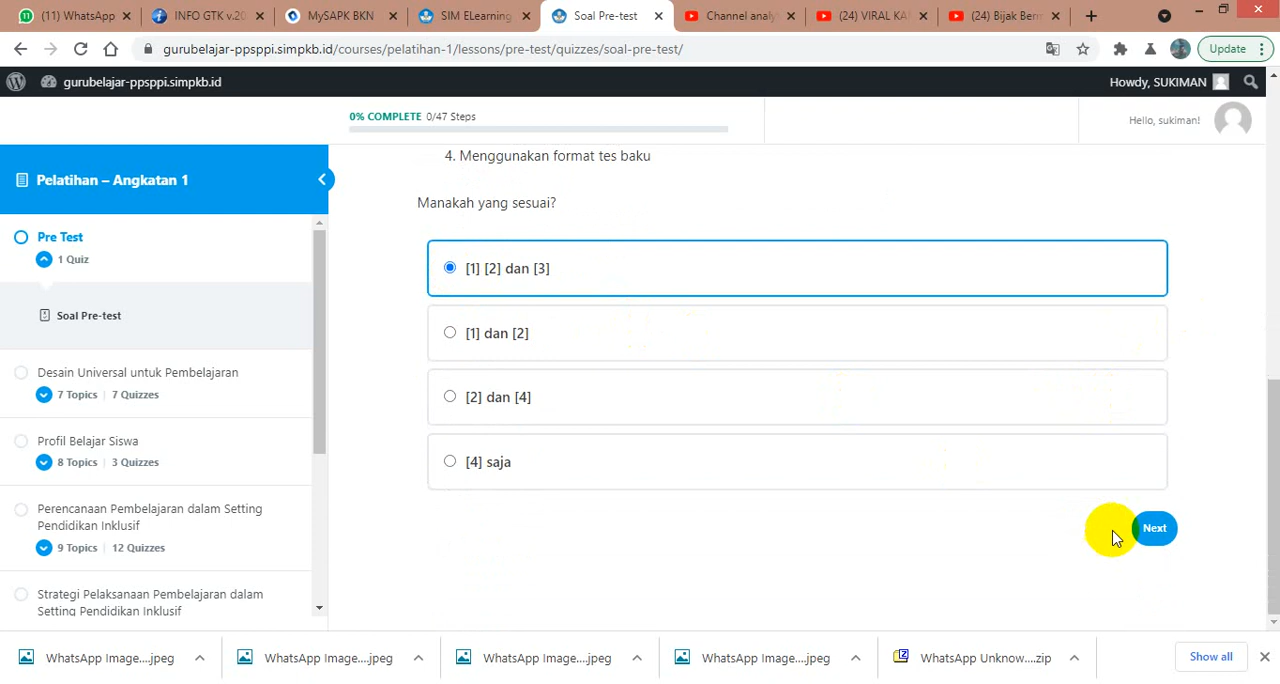 (11) WhatsApp
INFO GTK v.20
MySAPK BKN
SIM ELearning
Soal Pre-test
Channel analy
(24) VIRAL KA
(24) Bijak Berm
gurubelajar-ppsppi.simpkb.id/courses/pelatihan-1/lessons/pre-test/quizzes/soal-pre-test/
Update
gurubelajar-ppsppi.simpkb.id
Howdy, SUKIMAN
0% COMPLETE 0/47 Steps
Hello, sukiman!
Pelatihan – Angkatan 1
Pre Test
1 Quiz
Soal Pre-test
Desain Universal untuk Pembelajaran
7 Topics | 7 Quizzes
Profil Belajar Siswa
8 Topics | 3 Quizzes
Perencanaan Pembelajaran dalam Setting
Pendidikan Inklusif
9 Topics | 12 Quizzes
Strategi Pelaksanaan Pembelajaran dalam
Setting Pendidikan Inklusif
4. Menggunakan format tes baku
Manakah yang sesuai?
[1] [2] dan [3]
[1] dan [2]
[2] dan [4]
[4] saja
Next
WhatsApp Image....jpeg
WhatsApp Image....jpeg
WhatsApp Image....jpeg
WhatsApp Image....jpeg
WhatsApp Unknow....zip
Show all